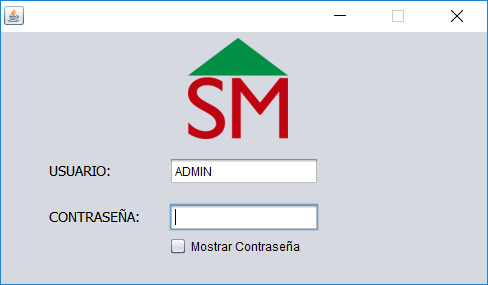 SM
USUARIO:
ADMIN
CONTRASEÑA:
Mostrar Contraseña